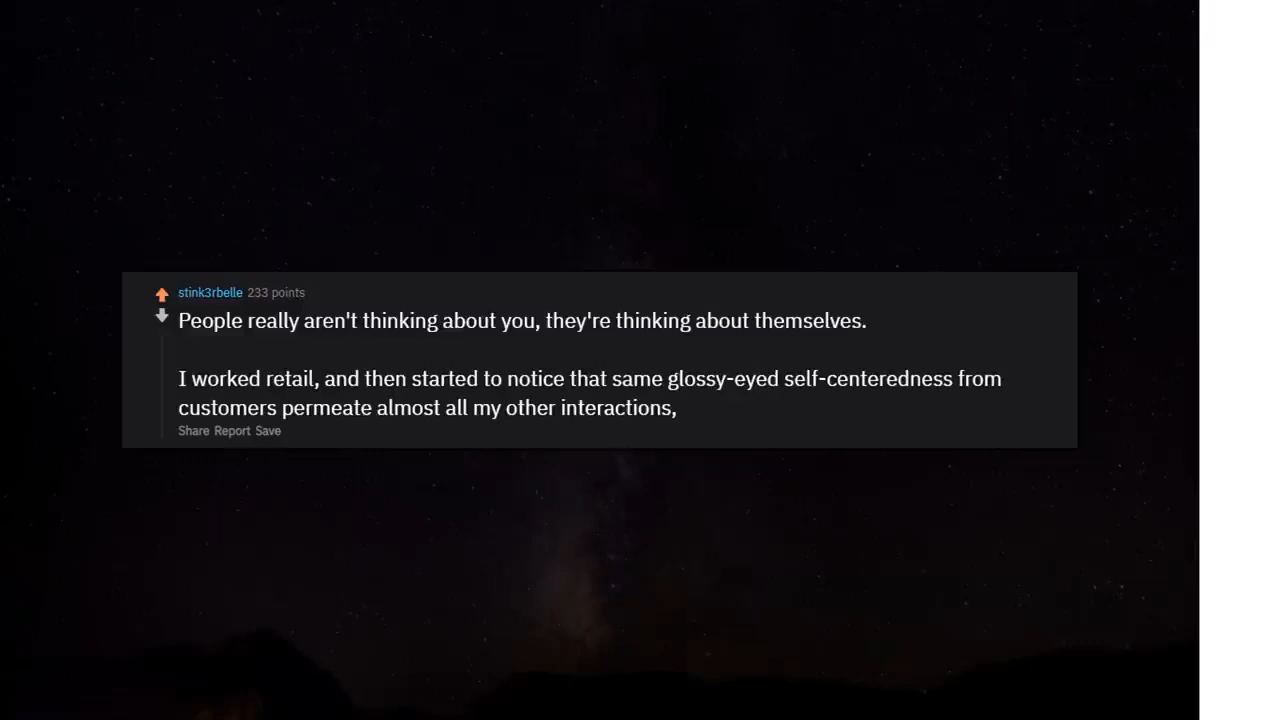 stink3rbelle 233 points
People really aren't thinking about you, they're thinking about themselves.
I worked retail, and then started to notice that same glossy-eyed self-centeredness from
customers permeate almost all my other interactions,
Share Report Save